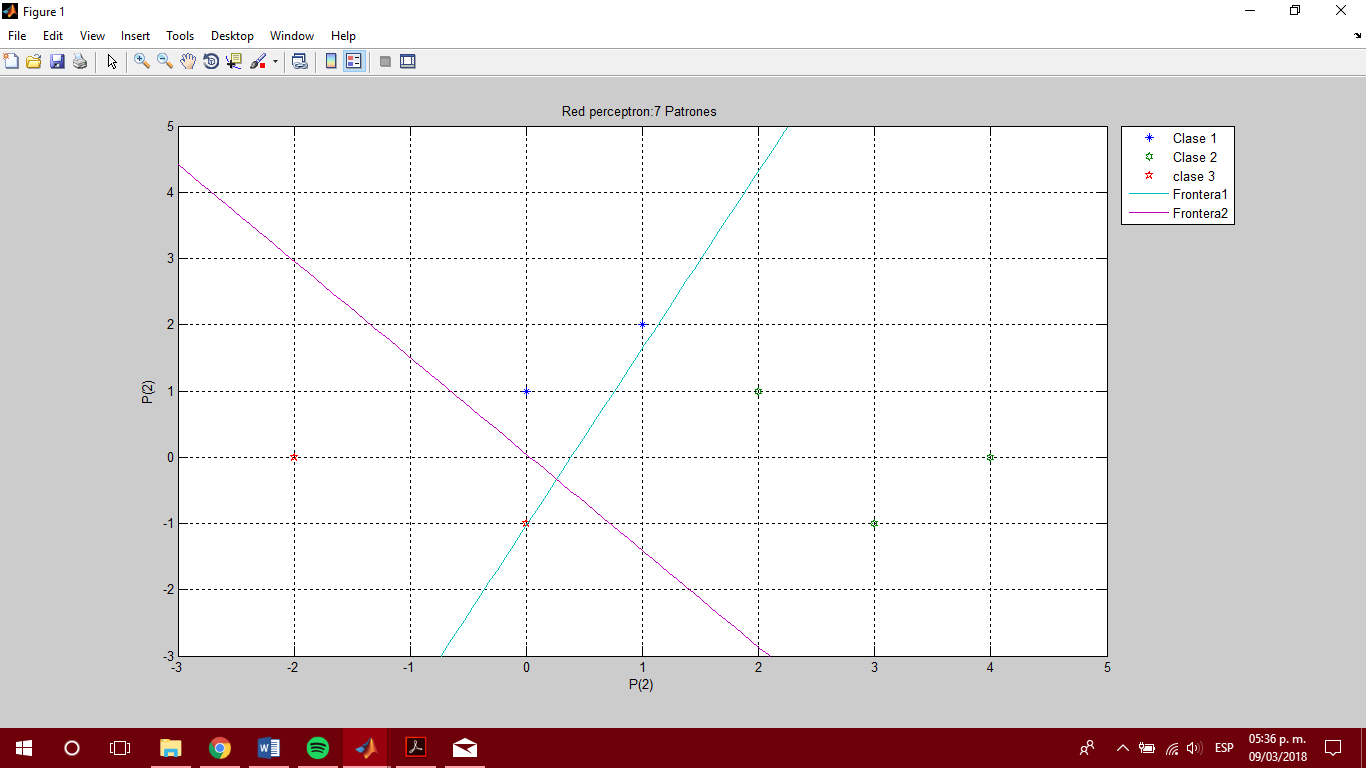 Figure 1
File Edit View Insert Tools Desktop Window Help
Red perceptron:7 Patrones
5
4
3
2
1
0
-1
-2
-3
P(2)
-3 -2 -1 0 1 2 3 4 5
P(2)
Clase 1
Clase 2
clase 3
Frontera1
Frontera2
ESP
05:36 p. m.
09/03/2018